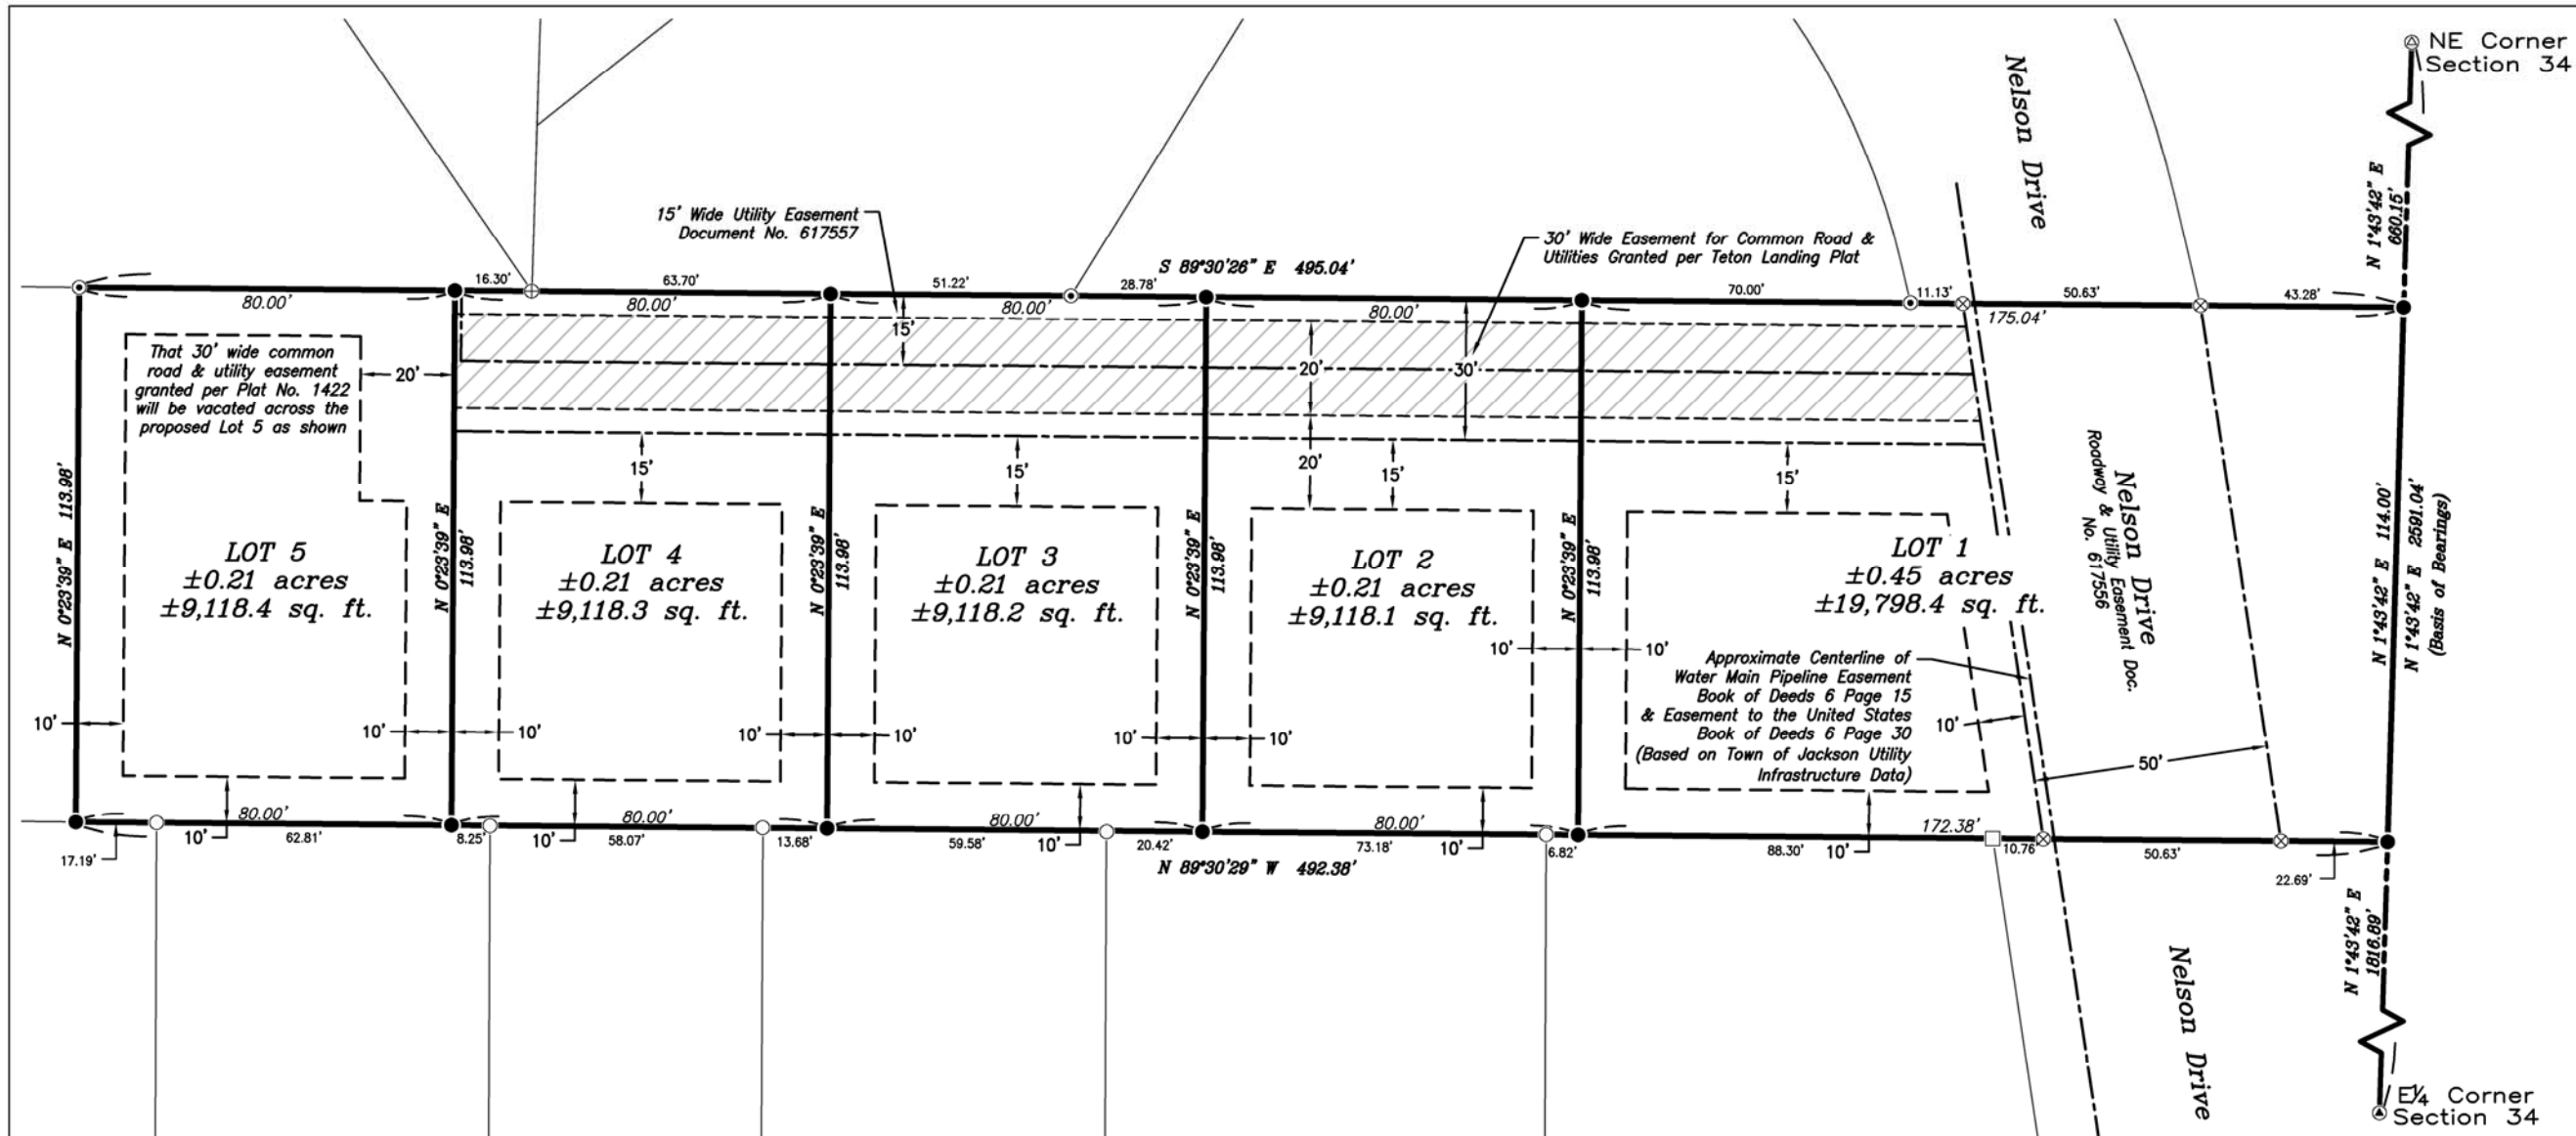 NE Corner
Section 34
Nelson Drive
N 1°43'42" E
660.15'
15' Wide Utility Easement
Document No. 617557
30' Wide Easement for Common Road &
Utilities Granted per Teton Landing Plat
S 89°30'26" E 495.04'
16.30'
63.70'
51.22'
28.78'
70.00'
11.13'
50.63'
43.28'
80.00'
80.00'
80.00'
80.00'
175.04'
15'
20'
30'
That 30' wide common
road & utility easement
granted per Plat No. 1422
will be vacated across the
proposed Lot 5 as shown
20'
15'
15'
20'
15'
15'
N 0°23'39" E 113.98'
N 0°23'39" E
113.98'
N 0°23'39" E
113.98'
N 0°23'39" E
113.98'
N 0°23'39" E
113.98'
LOT 5
±0.21 acres
±9,118.4 sq. ft.
LOT 4
±0.21 acres
±9,118.3 sq. ft.
LOT 3
±0.21 acres
±9,118.2 sq. ft.
LOT 2
±0.21 acres
±9,118.1 sq. ft.
LOT 1
±0.45 acres
±19,798.4 sq. ft.
Nelson Drive
Roadway & Utility Easement Doc.
No. 617556
N 1°43'42" E 114.00'
N 1°43'42" E 2591.04'
(Basis of Bearings)
10'
10'
Approximate Centerline of
Water Main Pipeline Easement
Book of Deeds 6 Page 15
& Easement to the United States
Book of Deeds 6 Page 30
(Based on Town of Jackson Utility
Infrastructure Data)
10'
10'
10'
10'
10'
10'
10'
10'
50'
80.00'
80.00'
80.00'
80.00'
172.38'
17.19'
10'
62.81'
8.25'
10'
58.07'
13.68'
59.58'
10'
20.42'
73.18'
10'
6.82'
88.30'
10'
10.76'
50.63'
22.69'
N 89°30'29" W 492.38'
N 1°43'42" E
1816.89'
Nelson Drive
E¼ Corner
Section 34